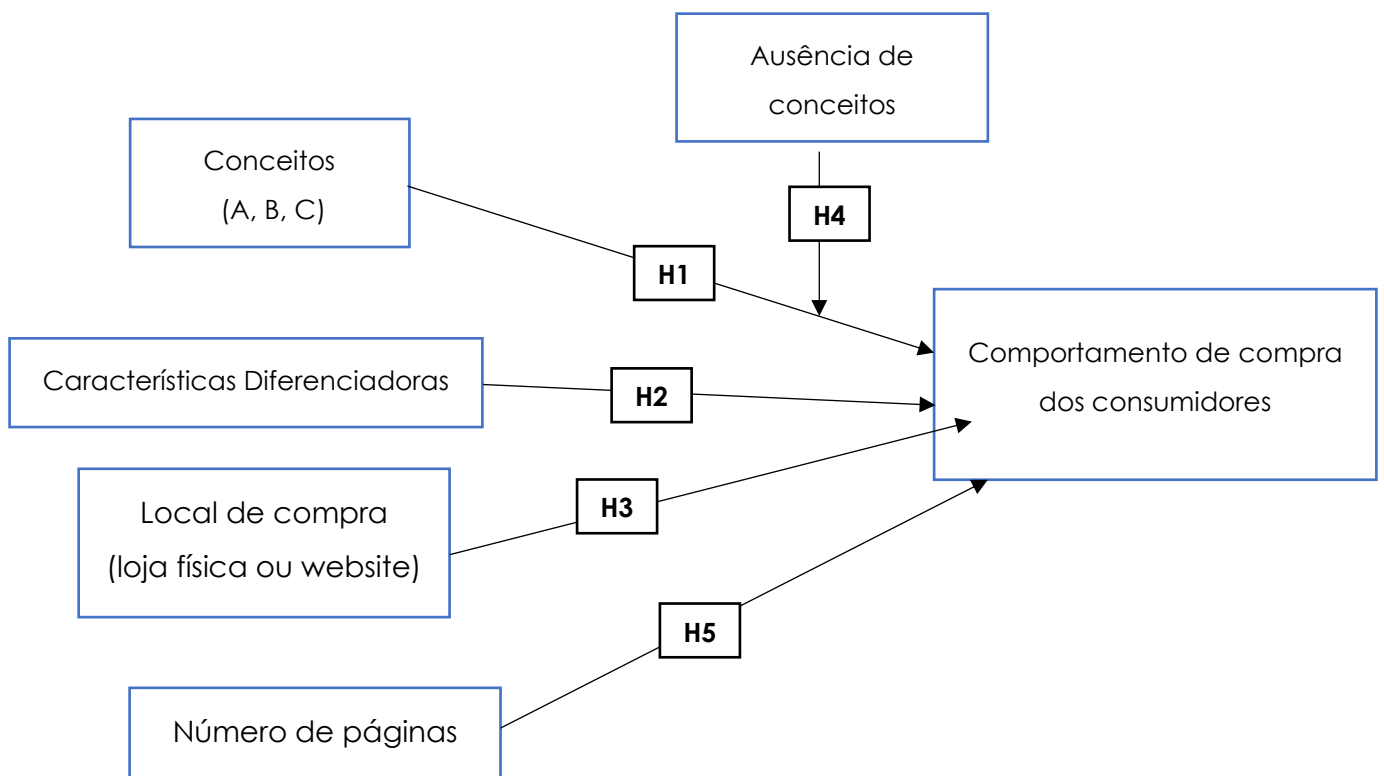 Ausência de
conceitos
Conceitos
(A, B, C)
H4
H1
Comportamento de compra
dos consumidores
Característícas Diferenciadoras
H2
Local de compra
(loja física ou website)
H3
H5
Número de páginas